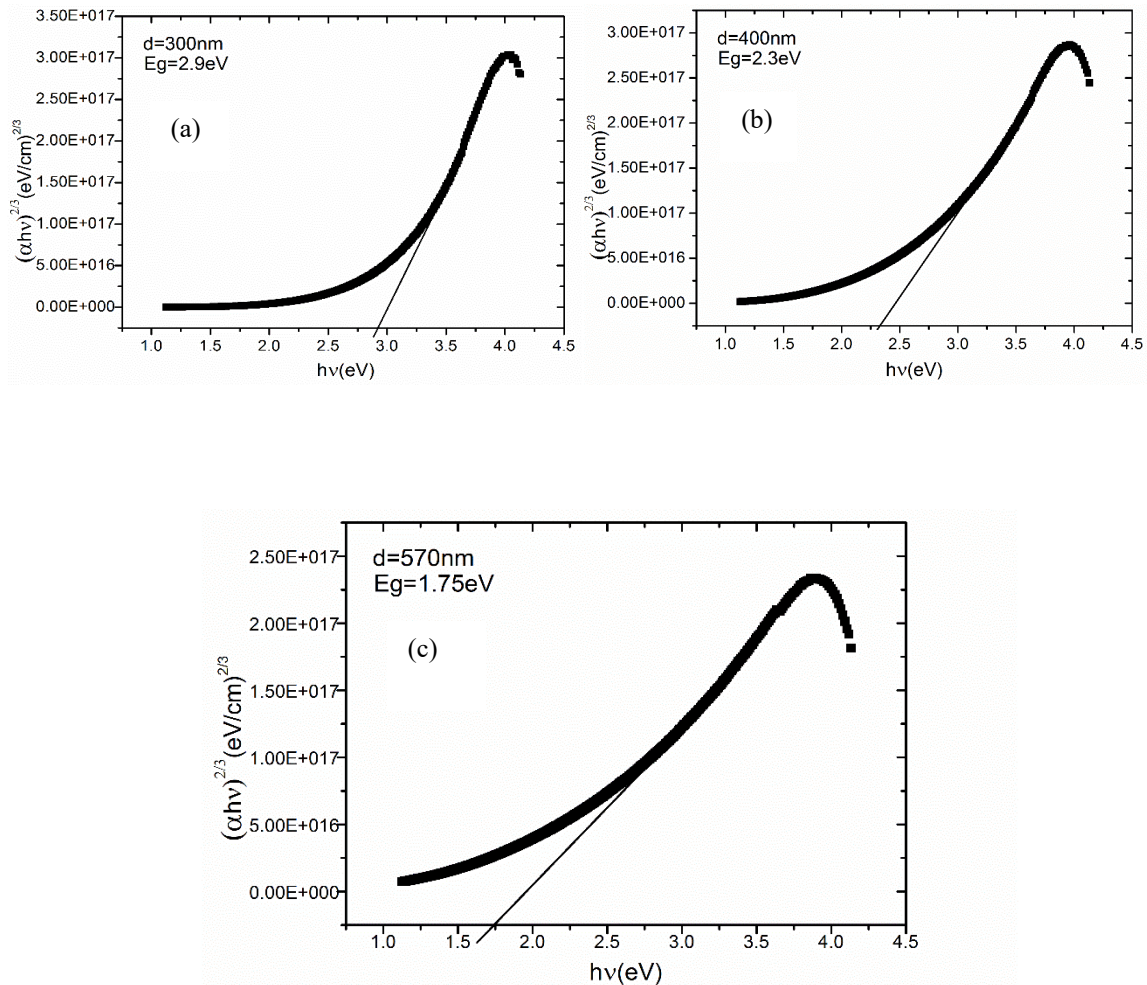 d=300nm
Eg=2.9eV
(a)
3.50E+017
3.00E+017
2.50E+017
2.00E+017
1.50E+017
1.00E+017
5.00E+016
0.00E+000
(αhν)^2/3(eV/cm)^2/3
1.0 1.5 2.0 2.5 3.0 3.5 4.0 4.5
hν(eV)
d=400nm
Eg=2.3eV
(b)
3.00E+017
2.50E+017
2.00E+017
1.50E+017
1.00E+017
5.00E+016
0.00E+000
(αhν)^2/3(eV/cm)^2/3
1.0 1.5 2.0 2.5 3.0 3.5 4.0 4.5
hν(eV)
d=570nm
Eg=1.75eV
(c)
2.50E+017
2.00E+017
1.50E+017
1.00E+017
5.00E+016
0.00E+000
(αhν)^2/3(eV/cm)^2/3
1.0 1.5 2.0 2.5 3.0 3.5 4.0 4.5
hν(eV)